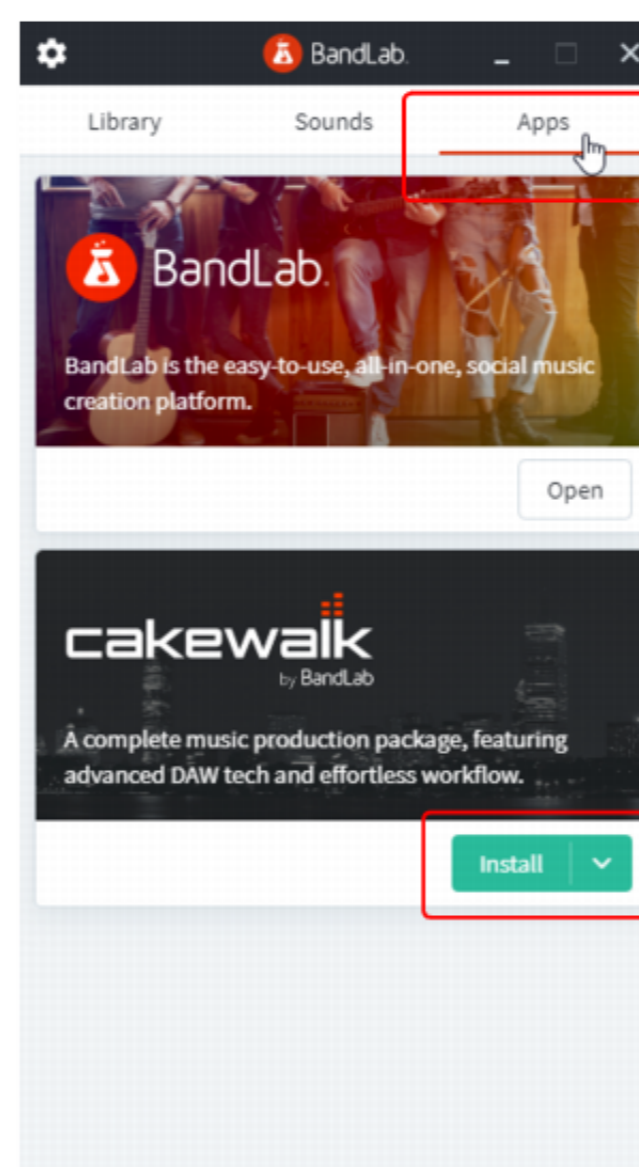 BandLab.
Library Sounds Apps
BandLab.
BandLab is the easy-to-use, all-in-one, social music
creation platform.
Open
cakewalk
by BandLab
A complete music production package, featuring
advanced DAW tech and effortless workflow.
Install